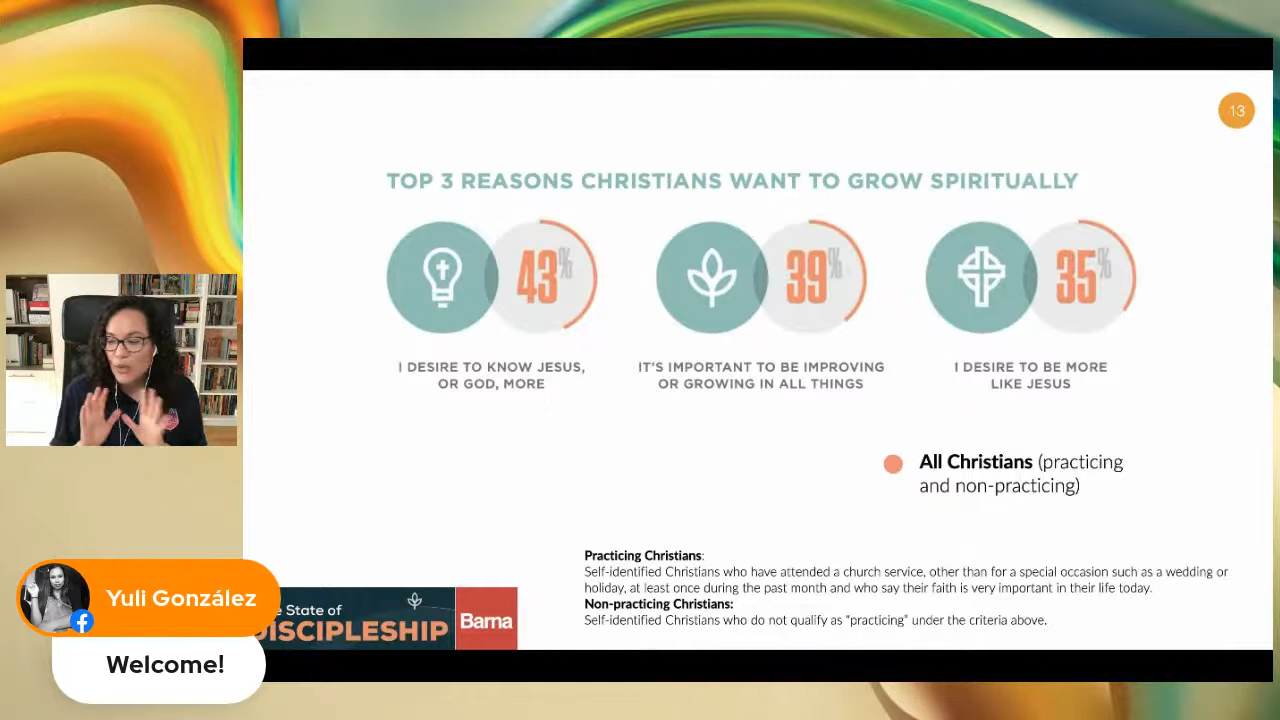 13
TOP 3 REASONS CHRISTIANS WANT TO GROW SPIRITUALLY
43%
39%
35%
I DESIRE TO KNOW JESUS,
OR GOD, MORE
IT'S IMPORTANT TO BE IMPROVING
OR GROWING IN ALL THINGS
I DESIRE TO BE MORE
LIKE JESUS
All Christians (practicing
and non-practicing)
Practicing Christians:
Self-identified Christians who have attended a church service, other than for a special occasion such as a wedding or
holiday, at least once during the past month and who say their faith is very important in their life today.
Non-practicing Christians:
Self-identified Christians who do not qualify as "practicing" under the criteria above.
e State of
DISCIPLESHIP
Barna
Yuli González
Welcome!